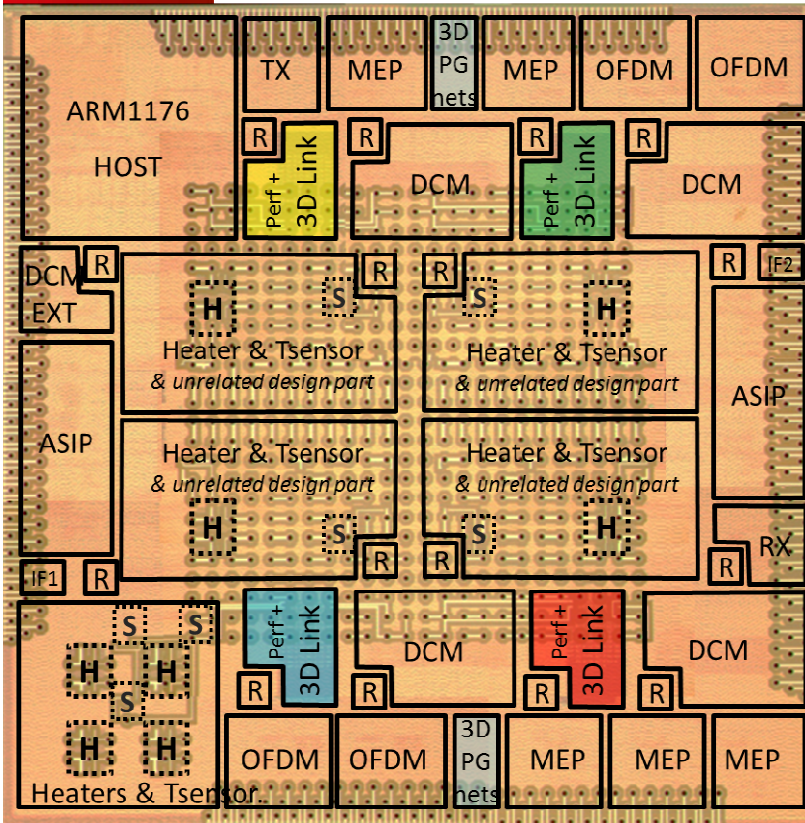 TX
MEP
3D
PG
nets
MEP
OFDM
OFDM
ARM1176
HOST
R
Perf +
3D Link
R
DCM
R
Perf +
3D Link
R
DCM
DCM
EXT
R
R
R
R
IF2
H
S
Heater & Tsensor
& unrelated design part
S
H
Heater & Tsensor
& unrelated design part
ASIP
ASIP
Heater & Tsensor
& unrelated design part
H
S
R
Heater & Tsensor
& unrelated design part
S
H
R
RX
R
IF1
R
S
S
H
H
S
H
H
Heaters & Tsensor.
Perf +
3D Link
R
DCM
R
Perf +
3D Link
R
DCM
R
OFDM
OFDM
3D
PG
nets
MEP
MEP
MEP